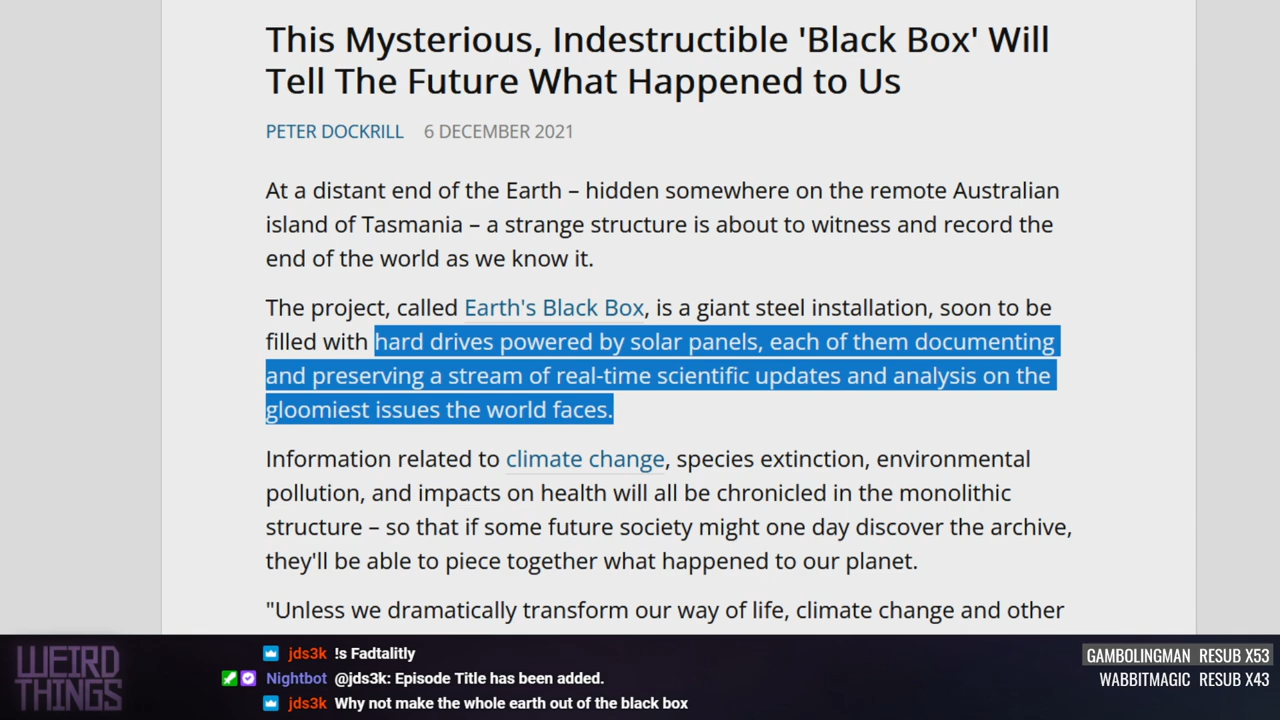 This Mysterious, Indestructible 'Black Box' Will
Tell The Future What Happened to Us
PETER DOCKRILL 6 DECEMBER 2021
At a distant end of the Earth – hidden somewhere on the remote Australian
island of Tasmania – a strange structure is about to witness and record the
end of the world as we know it.
The project, called Earth's Black Box, is a giant steel installation, soon to be
filled with hard drives powered by solar panels, each of them documenting
and preserving a stream of real-time scientific updates and analysis on the
gloomiest issues the world faces.
Information related to climate change, species extinction, environmental
pollution, and impacts on health will all be chronicled in the monolithic
structure – so that if some future society might one day discover the archive,
they'll be able to piece together what happened to our planet.
"Unless we dramatically transform our way of life, climate change and other
WEIRD
THINGS
jds3k !s Fadtalitly
Nightbot @jds3k: Episode Title has been added.
jds3k Why not make the whole earth out of the black box
GAMBOLINGMAN RESUB X53
WABBITMAGIC RESUB X43